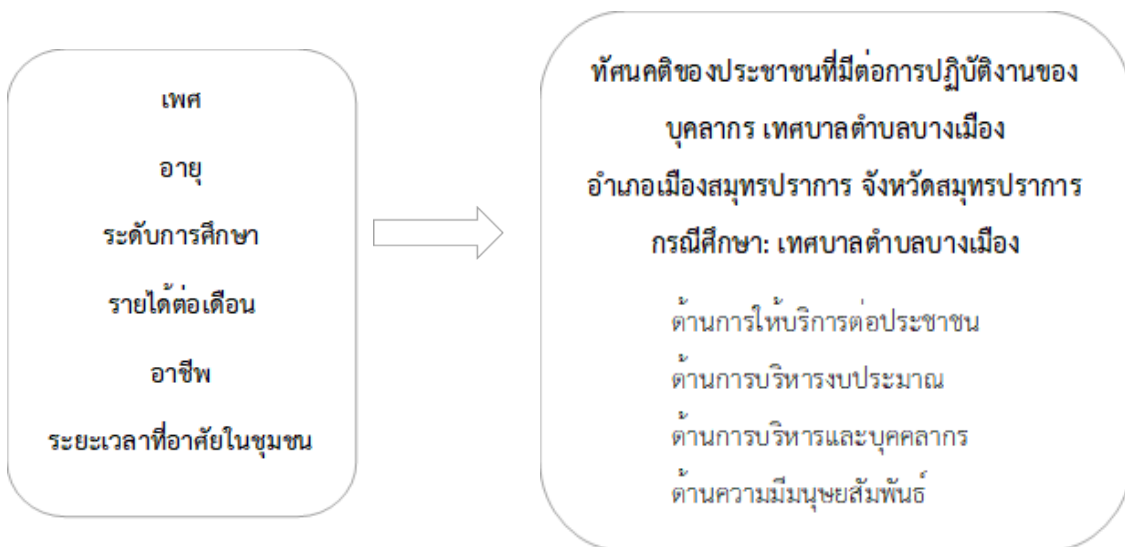 เพศ
อายุ
ระดับการศึกษา
รายได้ต่อเดือน
อาชีพ
ระยะเวลาที่อาศัยในชุมชน
ทัศนคติของประชาชนที่มีต่อการปฏิบัติงานของ
บุคลากร เทศบาลตำบลบางเมือง
อำเภอเมืองสมุทรปราการ จังหวัดสมุทรปราการ
กรณีศึกษา: เทศบาลตำบลบางเมือง
ด้านการให้บริการต่อประชาชน
ด้านการบริหารงบประมาณ
ด้านการบริหารและบุคคลากร
ด้านความมีมนุษยสัมพันธ์